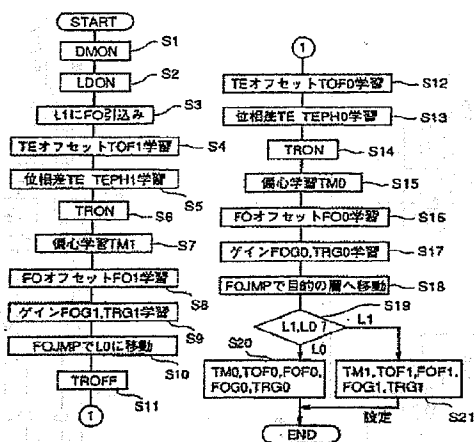 START
DMON
S1
LDON
S2
L1にFO引込み
S3
TEオフセットTOF1学習
S4
位相差TE TEPH1学習
S5
TRON
S6
偏心学習TM1
S7
FOオフセットFO1学習
S8
ゲインFOG1,TRG1学習
S9
FOJMPでL0に移動
S10
TROFF
S11
1
1
TEオフセットTOF0学習
S12
位相差TE TEPH0学習
S13
TRON
S14
偏心学習TM0
S15
FOオフセットFO0学習
S16
ゲインFOG0,TRG0学習
S17
FOJMPで目的の層へ移動
S18
L1,L0?
S19
L1
L0
S20
TM0,TOF0,FOF0,
FOG0,TRG0
TM1,TOF1,FOF1,
FOG1,TRG1
S21
設定
END